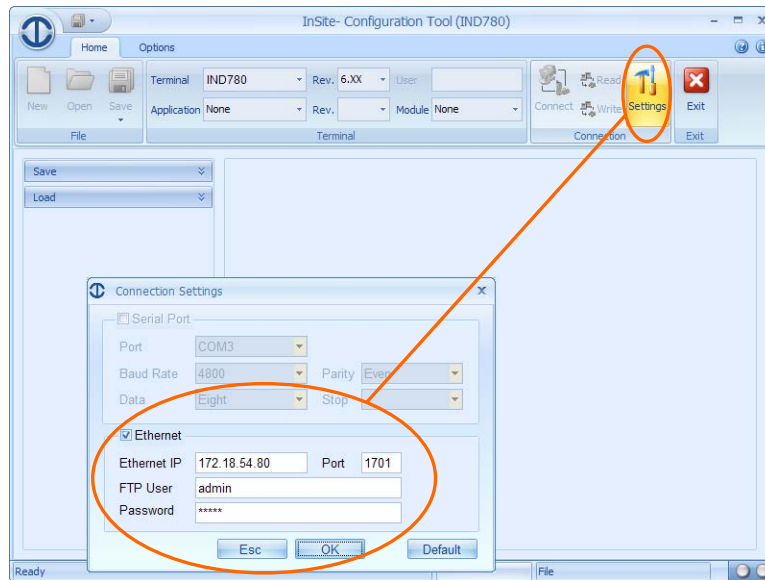 InSite- Configuration Tool (IND780)
Home Options
Terminal IND780 Rev. 6.XX User
Application None Rev. Module None
New Open Save
Connect Read Write Settings Exit
File Terminal Connection Exit
Save
Load
Connection Settings
Serial Port
Port COM3
Baud Rate 4800 Parity Even
Data Eight Stop
Ethernet
Ethernet IP 172.18.54.80 Port 1701
FTP User admin
Password *****
Esc OK Default
Ready File